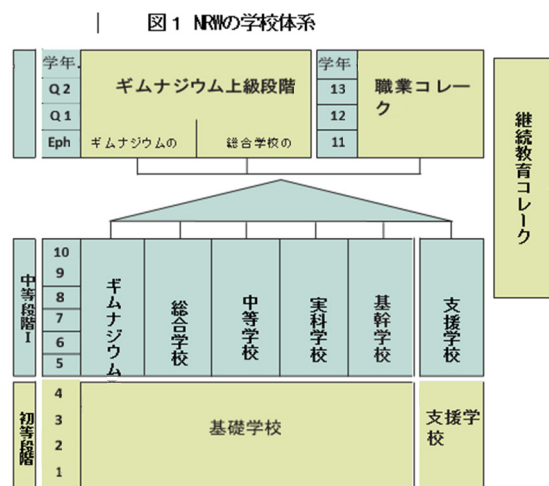 図1 NRWの学校体系
学年
Q2
Q1
Eph
ギムナジウム上級段階
ギムナジウムの
総合学校の
学年
13
12
11
職業コレー
ク
継続教育コレーク
中等段階Ⅰ
10
9
8
7
6
5
ギムナジウム
総合学校
中等学校
実科学校
基幹学校
支援学校
初等段階
4
3
2
1
基礎学校
支援学
校